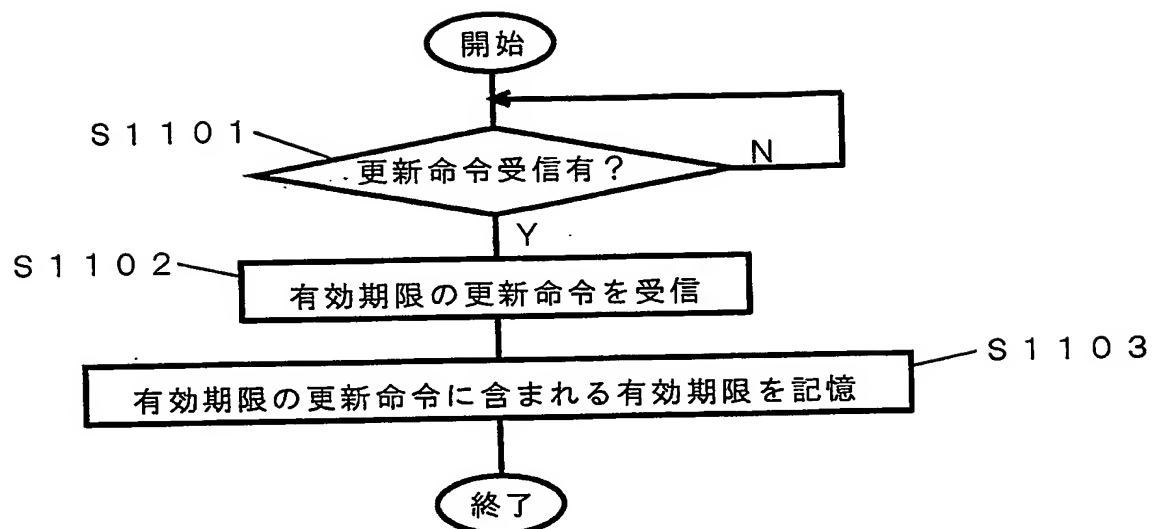 開始
S1101
更新命令受信有?
N
Y
S1102
有効期限の更新命令を受信
S1103
有効期限の更新命令に含まれる有効期限を記憶
終了